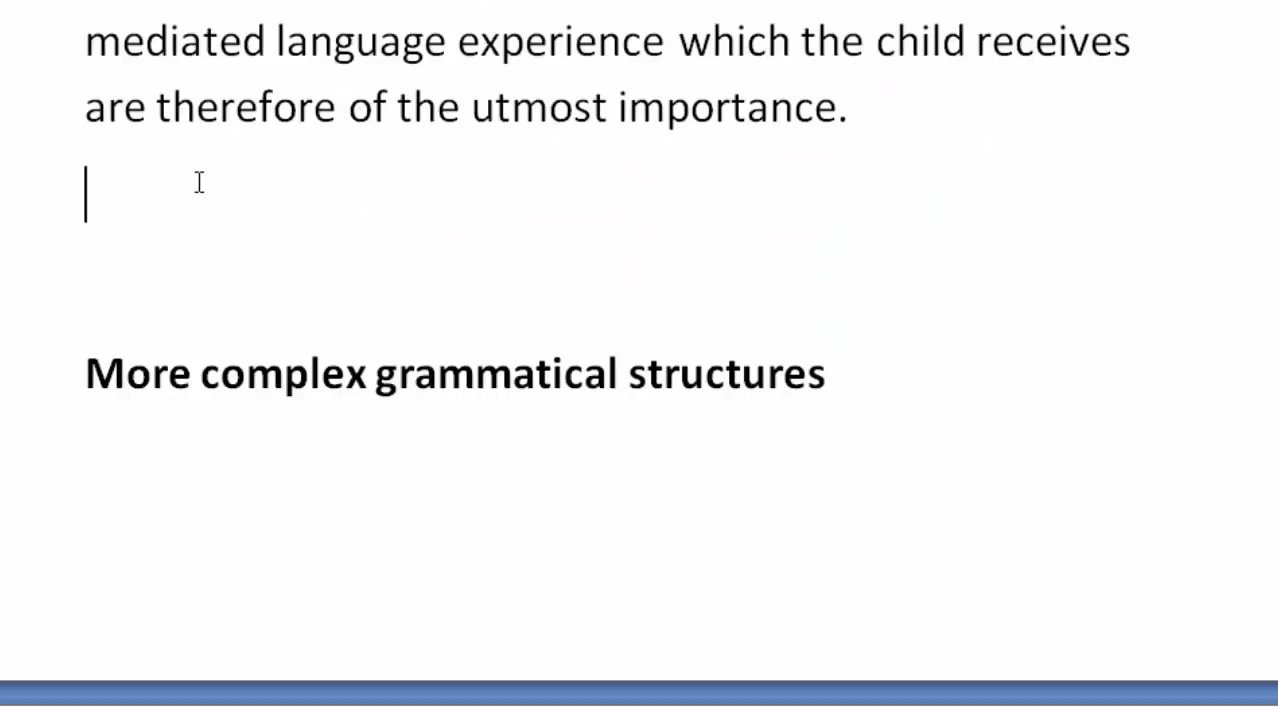 mediated language experience which the child receives
are therefore of the utmost importance.
More complex grammatical structures